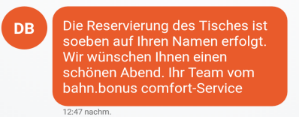 DB
Die Reservierung des Tisches ist
soeben auf Ihren Namen erfolgt.
Wir wünschen Ihnen einen
schönen Abend. Ihr Team vom
bahn.bonus comfort-Service
12:47 nachm.